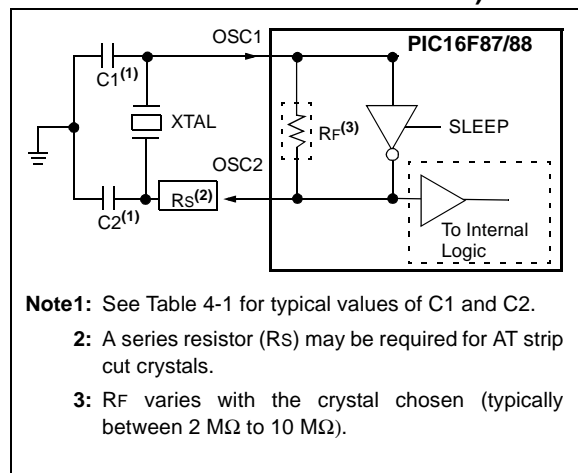 OSC1
PIC16F87/88
C1(1)
XTAL
RF(3)
SLEEP
OSC2
RS(2)
C2(1)
To Internal
Logic
Note1: See Table 4-1 for typical values of C1 and C2.
2: A series resistor (RS) may be required for AT strip
cut crystals.
3: RF varies with the crystal chosen (typically
between 2 MΩ to 10 MΩ).